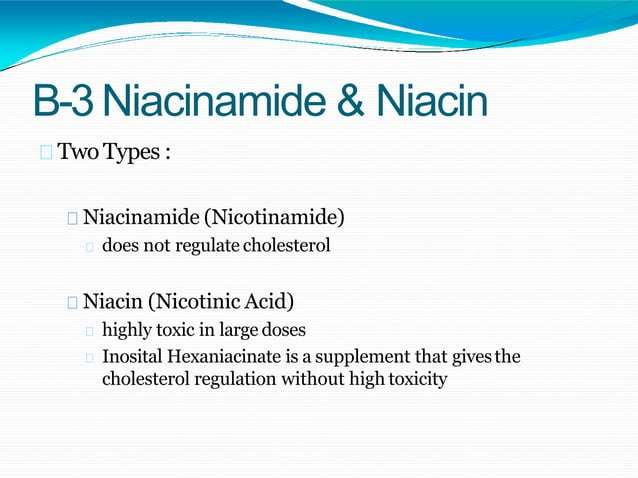 B-3 Niacinamide & Niacin
Two Types :
Niacinamide (Nicotinamide)
does not regulate cholesterol
Niacin (Nicotinic Acid)
highly toxic in large doses
Inosital Hexaniacinate is a supplement that gives the
cholesterol regulation without high toxicity